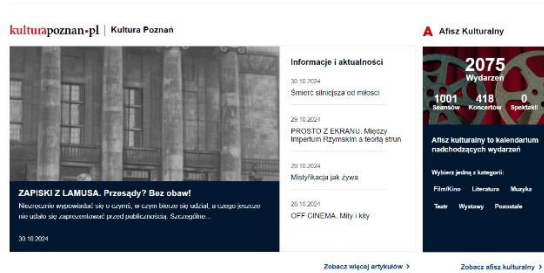 kulturapoznan.pl | Kultura Poznań
ZAPISKI Z LAMUSA. Przesądy? Bez obaw!
Niezręcznie wypowiadać się o czymś, w czym bierze się udział, a czego jeszcze
nie udało się zaprezentować przed publicznością. Szczególnie...
30.10.2024
Informacje i aktualności
30.10.2024
Śmierć silniejsza od miłości
29.10.2024
PROSTO Z EKRANU. Między
Imperium Rzymskim a teorią strun
29.10.2024
Mistyfikacja jak żywa
28.10.2024
OFF CINEMA. Mity i kity
Zobacz więcej artykułów >
A Afisz Kulturalny
2075
Wydarzeń
1001 418 0
Seansów Koncertów Spektakli
Afisz kulturalny to kalendarium
nadchodzących wydarzeń
Wybierz jedną z kategorii:
Film/Kino Literatura Muzyka
Teatr Wystawy Pozostałe
Zobacz afisz kulturalny >